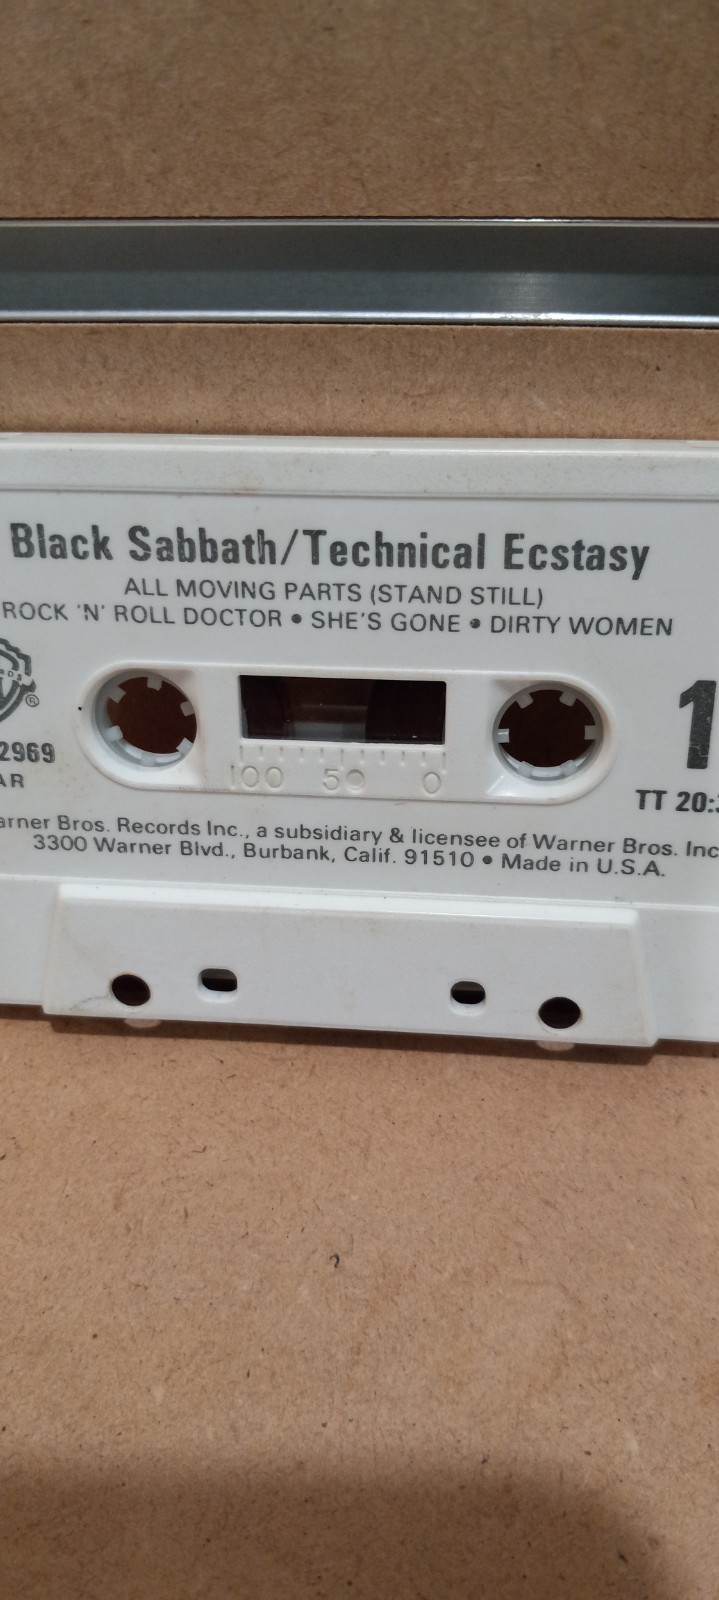 Black Sabbath/Technical Ecstasy
ALL MOVING PARTS (STAND STILL)
ROCK 'N' ROLL DOCTOR • SHE'S GONE • DIRTY WOMEN
®
1
2969
100 50 0
TT 20:
Bros. Records Inc., a subsidiary & licensee of Warner Bros. Inc
3300 Warner Blvd., Burbank, Calif. 91510 • Made in U.S.A.